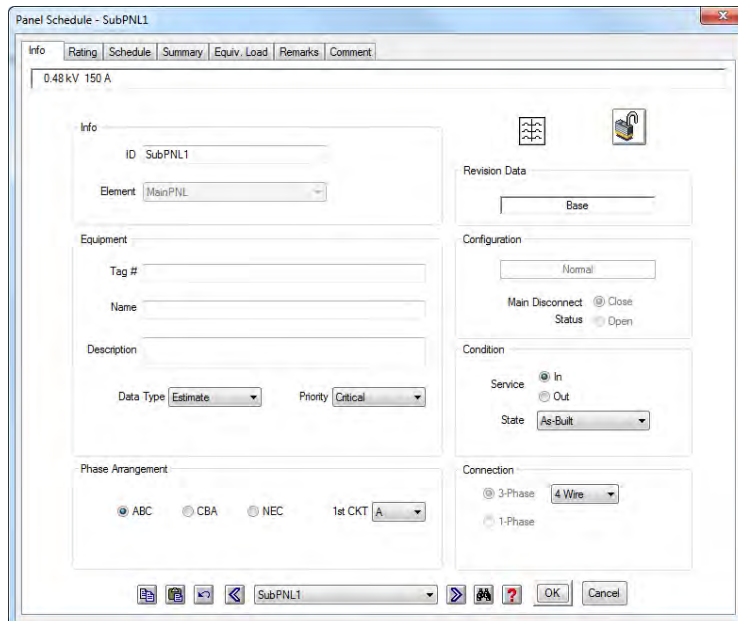 Panel Schedule - SubPNL1
Info Rating Schedule Summary Equiv. Load Remarks Comment
0.48 kV 150 A
Info
ID SubPNL1
Element MainPNL
Revision Data
Base
Equipment
Tag #
Name
Description
Data Type Estimate Priority Critical
Configuration
Normal
Main Disconnect Close
Status Open
Condition
Service In
Out
State As-Built
Phase Arrangement
ABC CBA NEC 1st CKT A
Connection
3-Phase 4 Wire
1-Phase
SubPNL1 ? OK Cancel